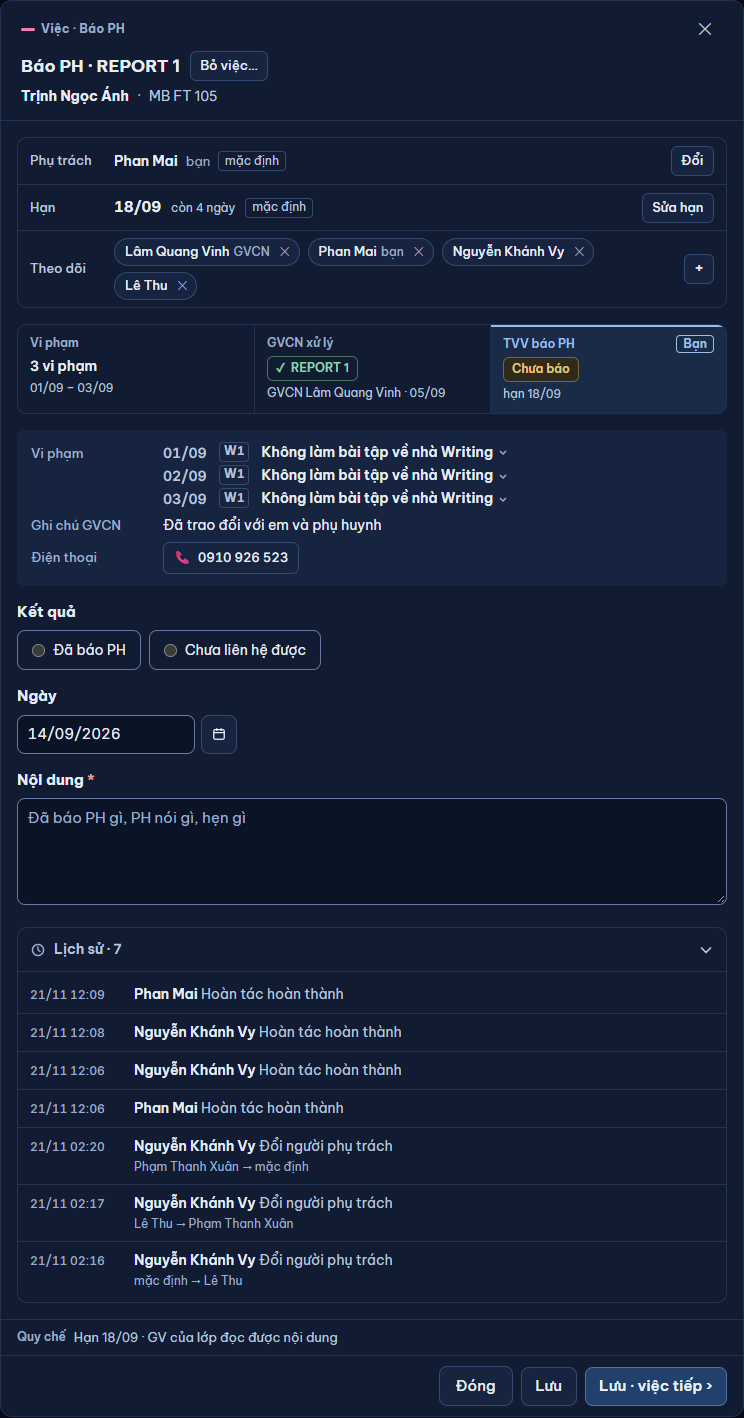 Việc · Báo PH
Báo PH · REPORT 1 Bỏ việc...
Trịnh Ngọc Ánh · MB FT 105
Phụ trách Phan Mai bạn mặc định Đổi
Hạn 18/09 còn 4 ngày mặc định Sửa hạn
Theo dõi Lâm Quang Vinh GVCN × Phan Mai bạn × Nguyễn Khánh Vy ×
Lê Thu × +
Vi phạm
3 vi phạm
01/09 – 03/09
GVCN xử lý
✓ REPORT 1
GVCN Lâm Quang Vinh · 05/09
TVV báo PH Bạn
Chưa báo
hạn 18/09
Vi phạm 01/09 W1 Không làm bài tập về nhà Writing
02/09 W1 Không làm bài tập về nhà Writing
03/09 W1 Không làm bài tập về nhà Writing
Ghi chú GVCN Đã trao đổi với em và phụ huynh
Điện thoại 0910 926 523
Kết quả
Đã báo PH Chưa liên hệ được
Ngày
14/09/2026
Nội dung *
Đã báo PH gì, PH nói gì, hẹn gì
Lịch sử · 7
21/11 12:09 Phan Mai Hoàn tác hoàn thành
21/11 12:08 Nguyễn Khánh Vy Hoàn tác hoàn thành
21/11 12:06 Nguyễn Khánh Vy Hoàn tác hoàn thành
21/11 12:06 Phan Mai Hoàn tác hoàn thành
21/11 02:20 Nguyễn Khánh Vy Đổi người phụ trách
Phạm Thanh Xuân → mặc định
21/11 02:17 Nguyễn Khánh Vy Đổi người phụ trách
Lê Thu → Phạm Thanh Xuân
21/11 02:16 Nguyễn Khánh Vy Đổi người phụ trách
mặc định → Lê Thu
Quy chế Hạn 18/09 · GV của lớp đọc được nội dung
Đóng Lưu Lưu · việc tiếp ›